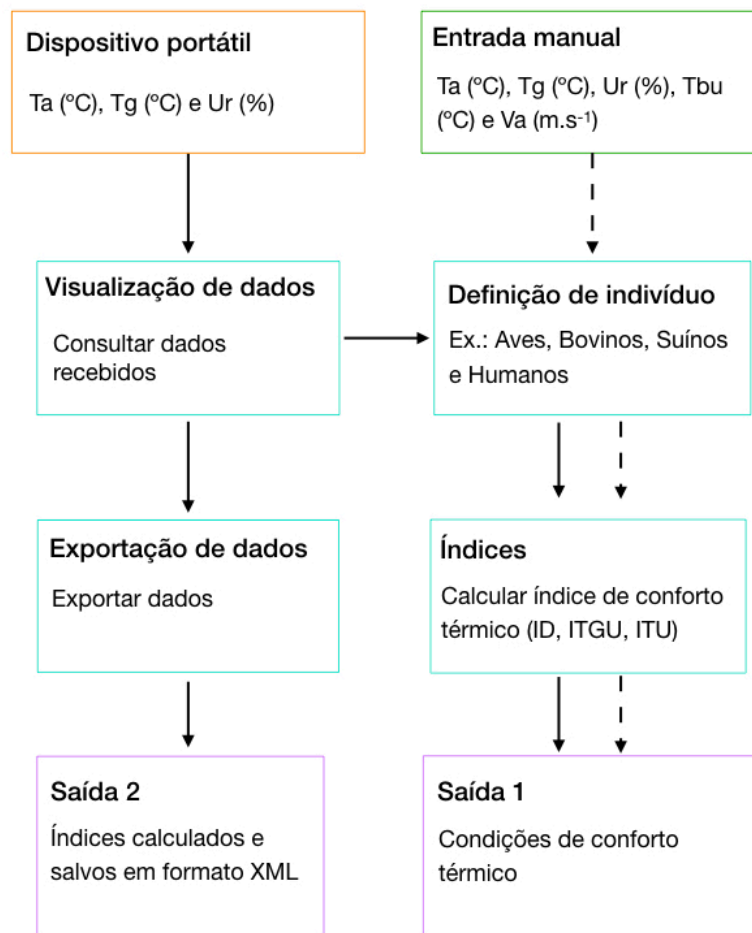 Dispositivo portátil
Ta (ºC), Tg (ºC) e Ur (%)
Entrada manual
Ta (ºC), Tg (ºC), Ur (%), Tbu
(ºC) e Va (m.s⁻¹)
Visualização de dados
Consultar dados
recebidos
Definição de indivíduo
Ex.: Aves, Bovinos, Suínos
e Humanos
Exportação de dados
Exportar dados
Índices
Calcular índice de conforto
térmico (ID, ITGU, ITU)
Saída 2
Índices calculados e
salvos em formato XML
Saída 1
Condições de conforto
térmico